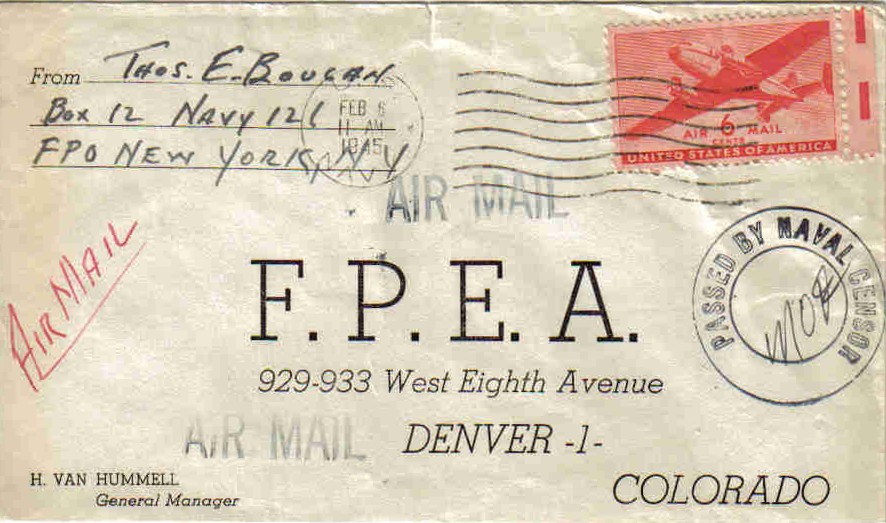 From Thos. E. Bougan
Box 12 Navy 121
FPO New York, N.Y.
FEB 6
11 AM
1945
AIR 6 MAIL
CENTS
UNITED STATES OF AMERICA
AIR MAIL
PASSED BY NAVAL CENSOR
AIR MAIL
F.P.E.A.
929-933 West Eighth Avenue
AIR MAIL
DENVER -1-
H. VAN HUMMELL
General Manager
COLORADO